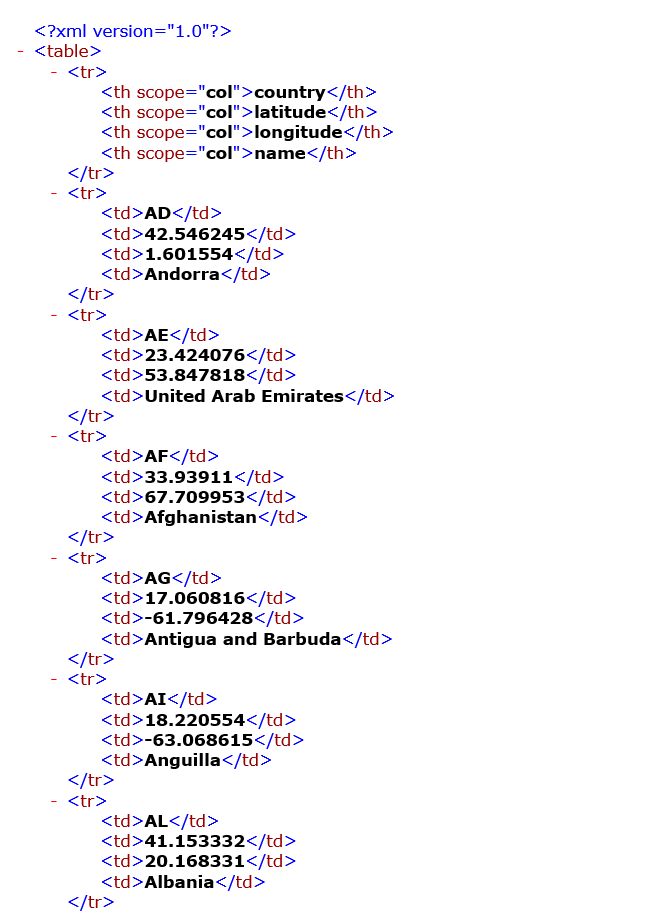 <?xml version="1.0"?>
- <table>
- <tr>
<th scope="col">country</th>
<th scope="col">latitude</th>
<th scope="col">longitude</th>
<th scope="col">name</th>
</tr>
- <tr>
<td>AD</td>
<td>42.546245</td>
<td>1.601554</td>
<td>Andorra</td>
</tr>
- <tr>
<td>AE</td>
<td>23.424076</td>
<td>53.847818</td>
<td>United Arab Emirates</td>
</tr>
- <tr>
<td>AF</td>
<td>33.93911</td>
<td>67.709953</td>
<td>Afghanistan</td>
</tr>
- <tr>
<td>AG</td>
<td>17.060816</td>
<td>-61.796428</td>
<td>Antigua and Barbuda</td>
</tr>
- <tr>
<td>AI</td>
<td>18.220554</td>
<td>-63.068615</td>
<td>Anguilla</td>
</tr>
- <tr>
<td>AL</td>
<td>41.153332</td>
<td>20.168331</td>
<td>Albania</td>
</tr>